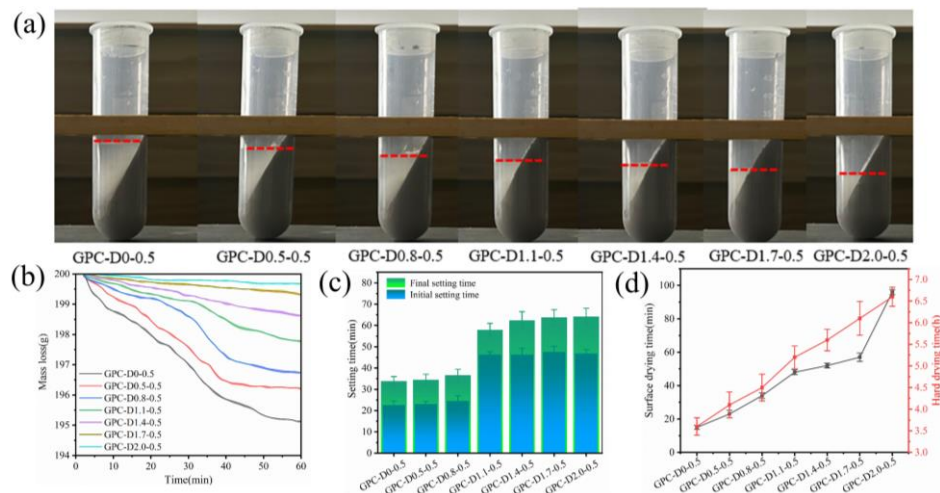 (a)
GPC-D0-0.5 GPC-D0.5-0.5 GPC-D0.8-0.5 GPC-D1.1-0.5 GPC-D1.4-0.5 GPC-D1.7-0.5 GPC-D2.0-0.5
(b)
200
199
198
197
196
195
194
Mass loss(g)
GPC-D0-0.5
GPC-D0.5-0.5
GPC-D0.8-0.5
GPC-D1.1-0.5
GPC-D1.4-0.5
GPC-D1.7-0.5
GPC-D2.0-0.5
0 10 20 30 40 50 60
Time(min)
(c)
80
70
60
50
40
30
20
10
0
Setting time(min)
Final setting time
Initial setting time
GPC-D0-0.5
GPC-D0.5-0.5
GPC-D0.8-0.5
GPC-D1.1-0.5
GPC-D1.4-0.5
GPC-D1.7-0.5
GPC-D2.0-0.5
(d)
100
80
60
40
20
0
Surface drying time(min)
7.0
6.5
6.0
5.5
5.0
4.5
4.0
3.5
3.0
Hard drying time(h)
GPC-D0-0.5
GPC-D0.5-0.5
GPC-D0.8-0.5
GPC-D1.1-0.5
GPC-D1.4-0.5
GPC-D1.7-0.5
GPC-D2.0-0.5